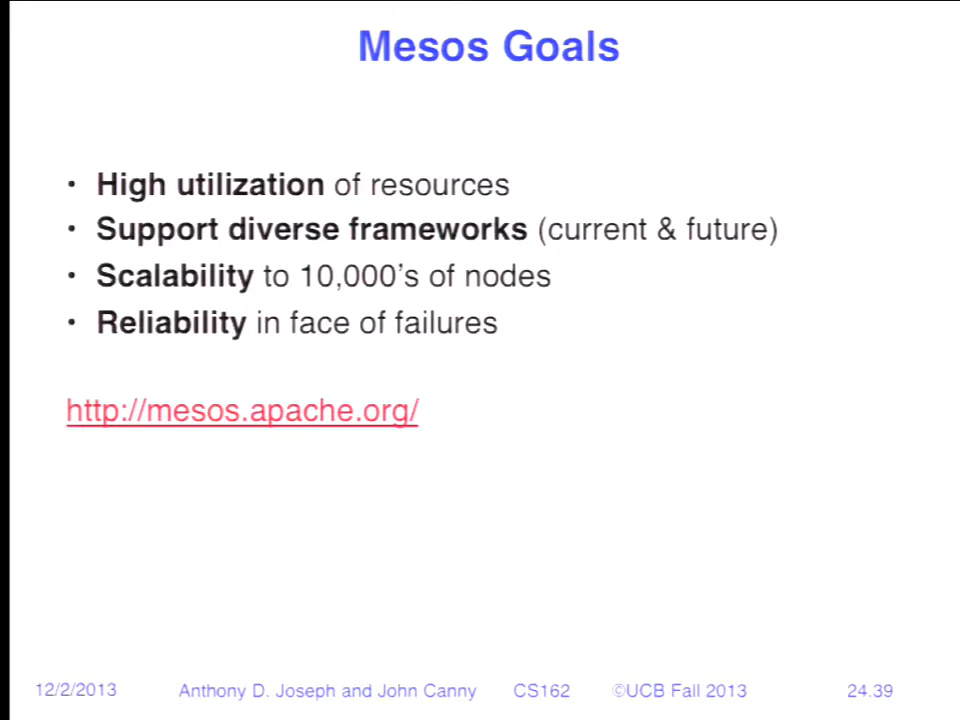 Mesos Goals
• High utilization of resources
• Support diverse frameworks (current & future)
• Scalability to 10,000’s of nodes
• Reliability in face of failures
http://mesos.apache.org/
12/2/2013 Anthony D. Joseph and John Canny CS162 ©UCB Fall 2013 24.39